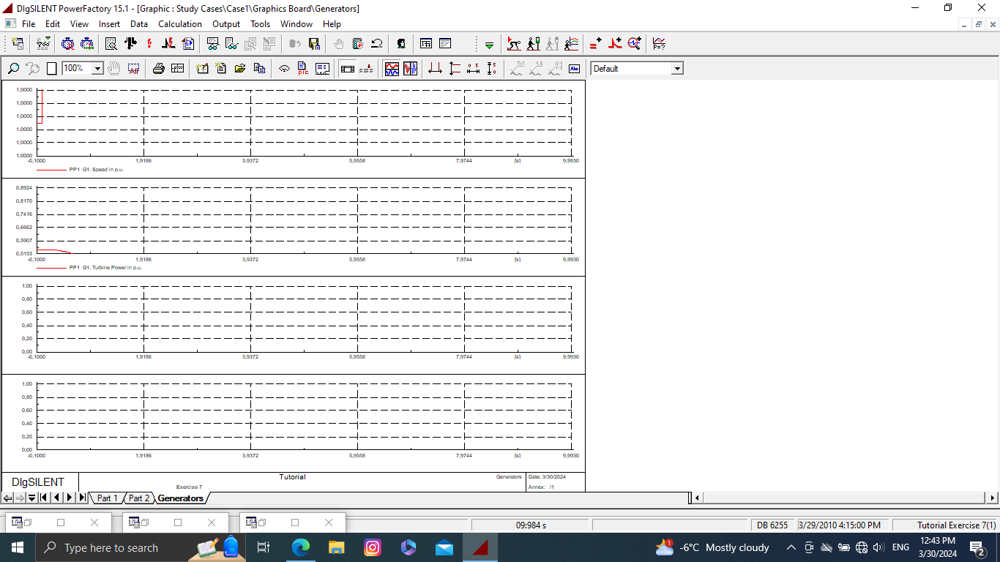 DIgSILENT PowerFactory 15.1 - [Graphic : Study Cases\Case1\Graphics Board\Generators]
File Edit View Insert Data Calculation Output Tools Window Help
100%
Default
1,0000
1,0000
1,0000
1,0000
1,0000
1,0000
-0,1000 1,9186 3,9372 5,9558 7,9744 [s] 9,9930
PP1 G1: Speed in p.u.
0,8924
0,8170
0,7416
0,6662
0,5907
0,5153
-0,1000 1,9186 3,9372 5,9558 7,9744 [s] 9,9930
PP1 G1: Turbine Power in p.u.
1,00
0,80
0,60
0,40
0,20
0,00
-0,1000 1,9186 3,9372 5,9558 7,9744 [s] 9,9930
1,00
0,80
0,60
0,40
0,20
0,00
-0,1000 1,9186 3,9372 5,9558 7,9744 [s] 9,9930
DIgSILENT
Tutorial
Exercise 7
Generators
Date: 3/30/2024
Annex: /1
Part 1 Part 2 Generators
09:984 s DB 6255 3/29/2010 4:15:00 PM Tutorial Exercise 7(1)
Type here to search
1 -6°C Mostly cloudy ENG 12:43 PM
3/30/2024 2